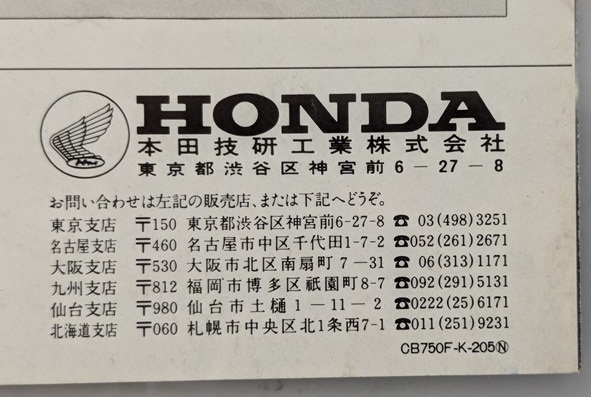 HONDA
本田技研工業株式会社
東京都渋谷区神宮前6-27-8
お問い合わせは左記の販売店、または下記へどうぞ。
東京支店 〒150 東京都渋谷区神宮前6-27-8 ☎ 03(498)3251
名古屋支店 〒460 名古屋市中区千代田1-7-2 ☎052(261)2671
大阪支店 〒530 大阪市北区南扇町7-31 ☎ 06(313)1171
九州支店 〒812 福岡市博多区祇園町8-7 ☎092(291)5131
仙台支店 〒980 仙台市土樋1-11-2 ☎0222(25)6171
北海道支店 〒060 札幌市中央区北1条西7-1 ☎011(251)9231
CB750F-K-205Ⓝ